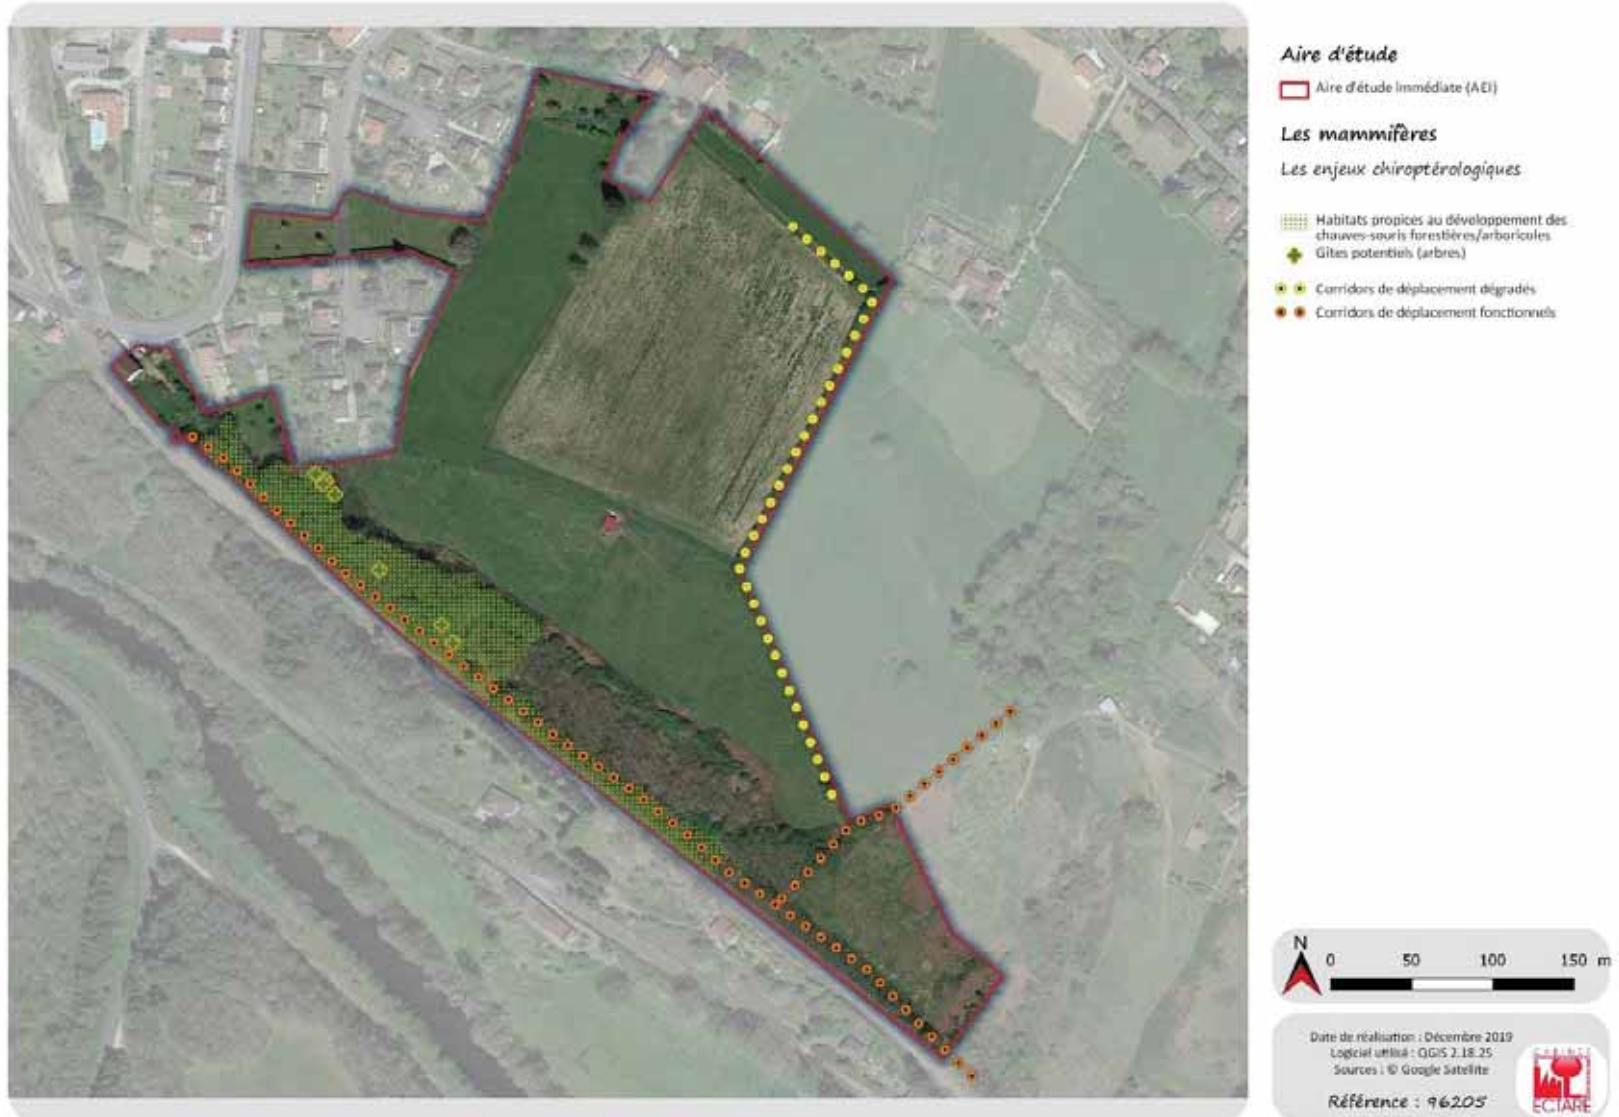 Aire d'étude
Aire d'étude immédiate (AEI)
Les mammifères
Les enjeux chiroptérologiques
Habitats propices au développement des
chauves-souris forestières/arboricoles
Gîtes potentiels (arbres)
Corridors de déplacement dégradés
Corridors de déplacement fonctionnels
N
0 50 100 150 m
Date de réalisation : Décembre 2019
Logiciel utilisé : QGIS 2.18.25
Sources : © Google Satellite
Référence : 96205
CABINET
ECTARE